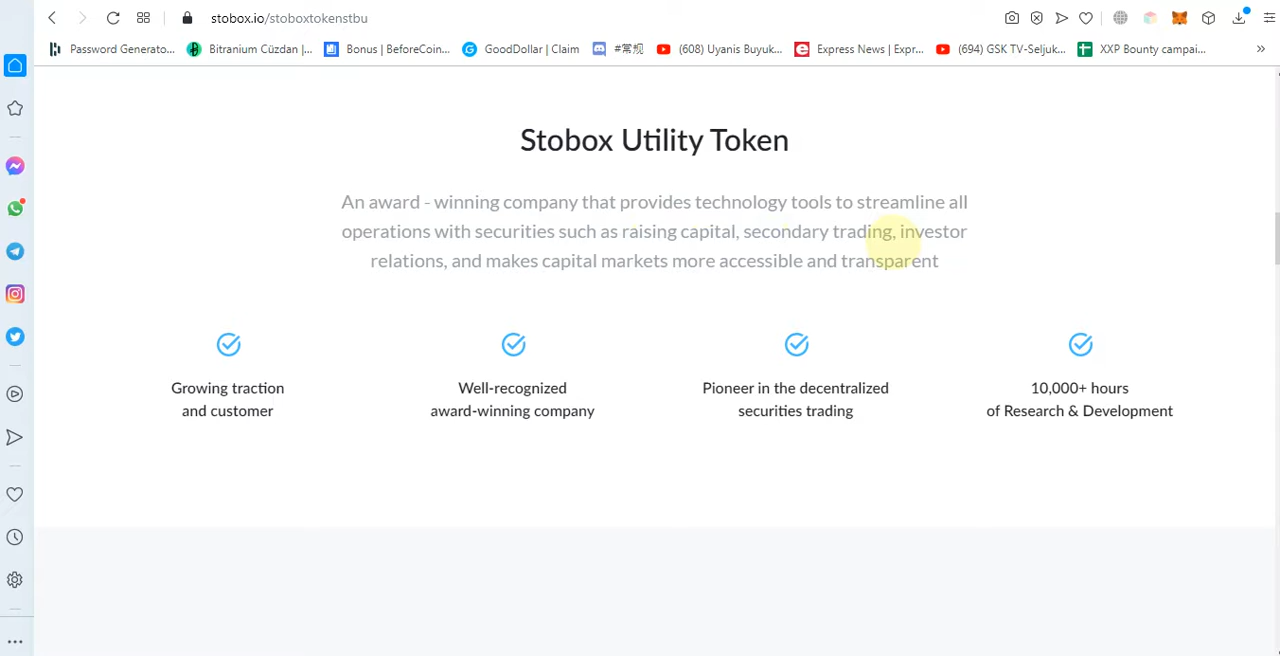 stobox.io/stoboxtokenstbu
Password Generato... Bitranium Cüzdan |... Bonus | BeforeCoin... GoodDollar | Claim #常规 (608) Uyanis Buyuk... Express News | Expr... (694) GSK TV-Seljuk... XXP Bounty campai... »
Stobox Utility Token
An award - winning company that provides technology tools to streamline all
operations with securities such as raising capital, secondary trading, investor
relations, and makes capital markets more accessible and transparent
Growing traction
and customer
Well-recognized
award-winning company
Pioneer in the decentralized
securities trading
10,000+ hours
of Research & Development